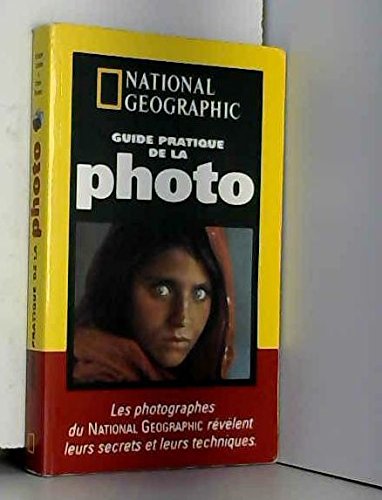 NATIONAL
GEOGRAPHIC
GUIDE PRATIQUE
DE LA
photo
Les photographes
du NATIONAL GEOGRAPHIC révèlent
leurs secrets et leurs techniques.
PRATIQUE DE LA photo